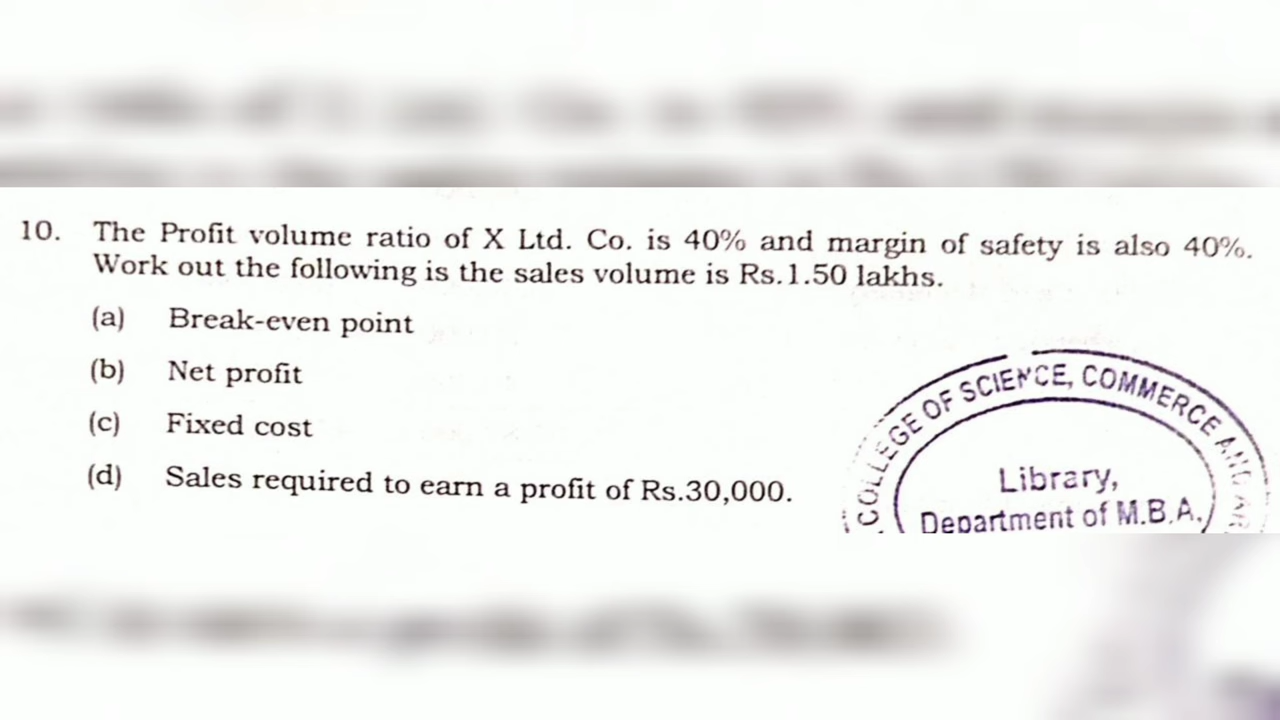 10. The Profit volume ratio of X Ltd. Co. is 40% and margin of safety is also 40%.
Work out the following is the sales volume is Rs.1.50 lakhs.
(a) Break-even point
(b) Net profit
(c) Fixed cost
(d) Sales required to earn a profit of Rs.30,000.
COLLEGE OF SCIENCE, COMMERCE AND
Library,
Department of M.B.A.